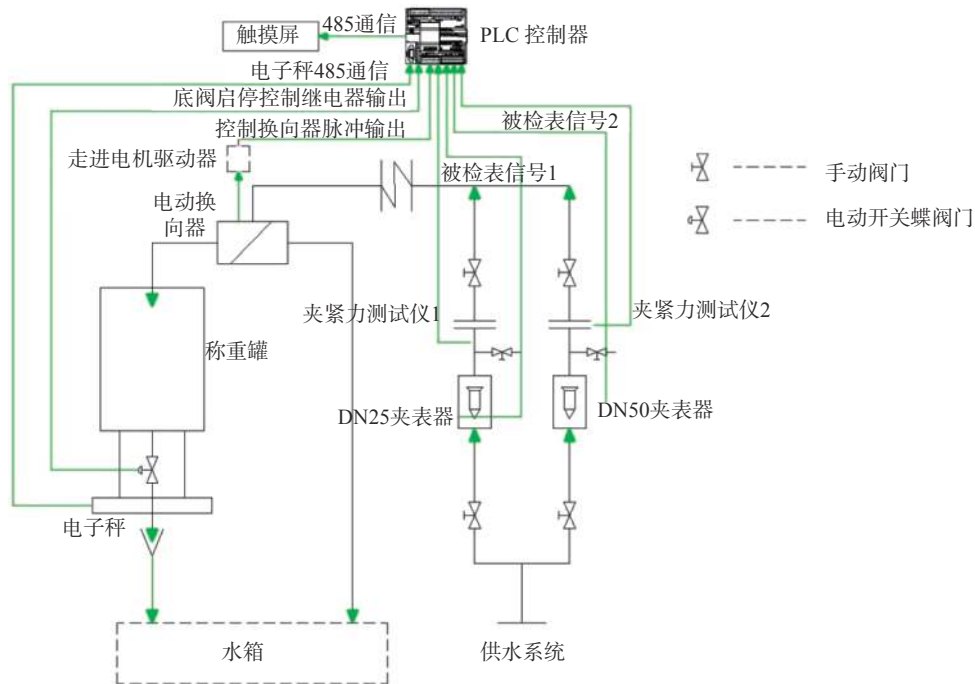 485通信
触摸屏
PLC 控制器
电子秤485通信
底阀启停控制继电器输出
控制换向器脉冲输出
被检表信号2
走进电机驱动器
被检表信号1
手动阀门
电动换
向器
电动开关蝶阀门
夹紧力测试仪1
夹紧力测试仪2
称重罐
DN25夹表器
DN50夹表器
电子秤
水箱
供水系统